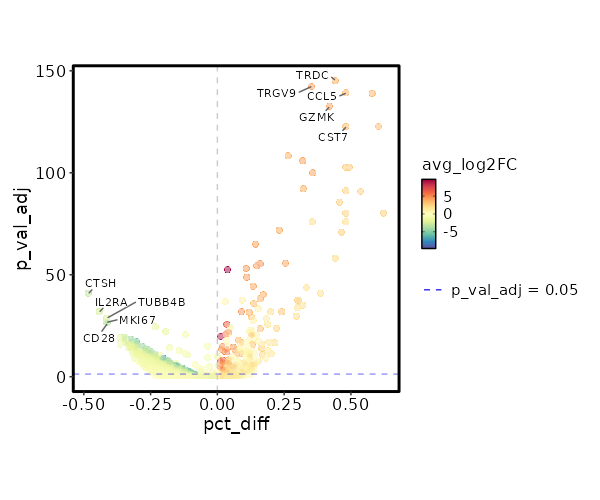 150
TRDC
TRGV9
CCL5
GZMK
CST7
avg_log2FC
100
5
0
-5
p_val_adj
50
CTSH
IL2RA
TUBB4B
MKI67
CD28
p_val_adj = 0.05
0
-0.50 -0.25 0.00 0.25 0.50
pct_diff